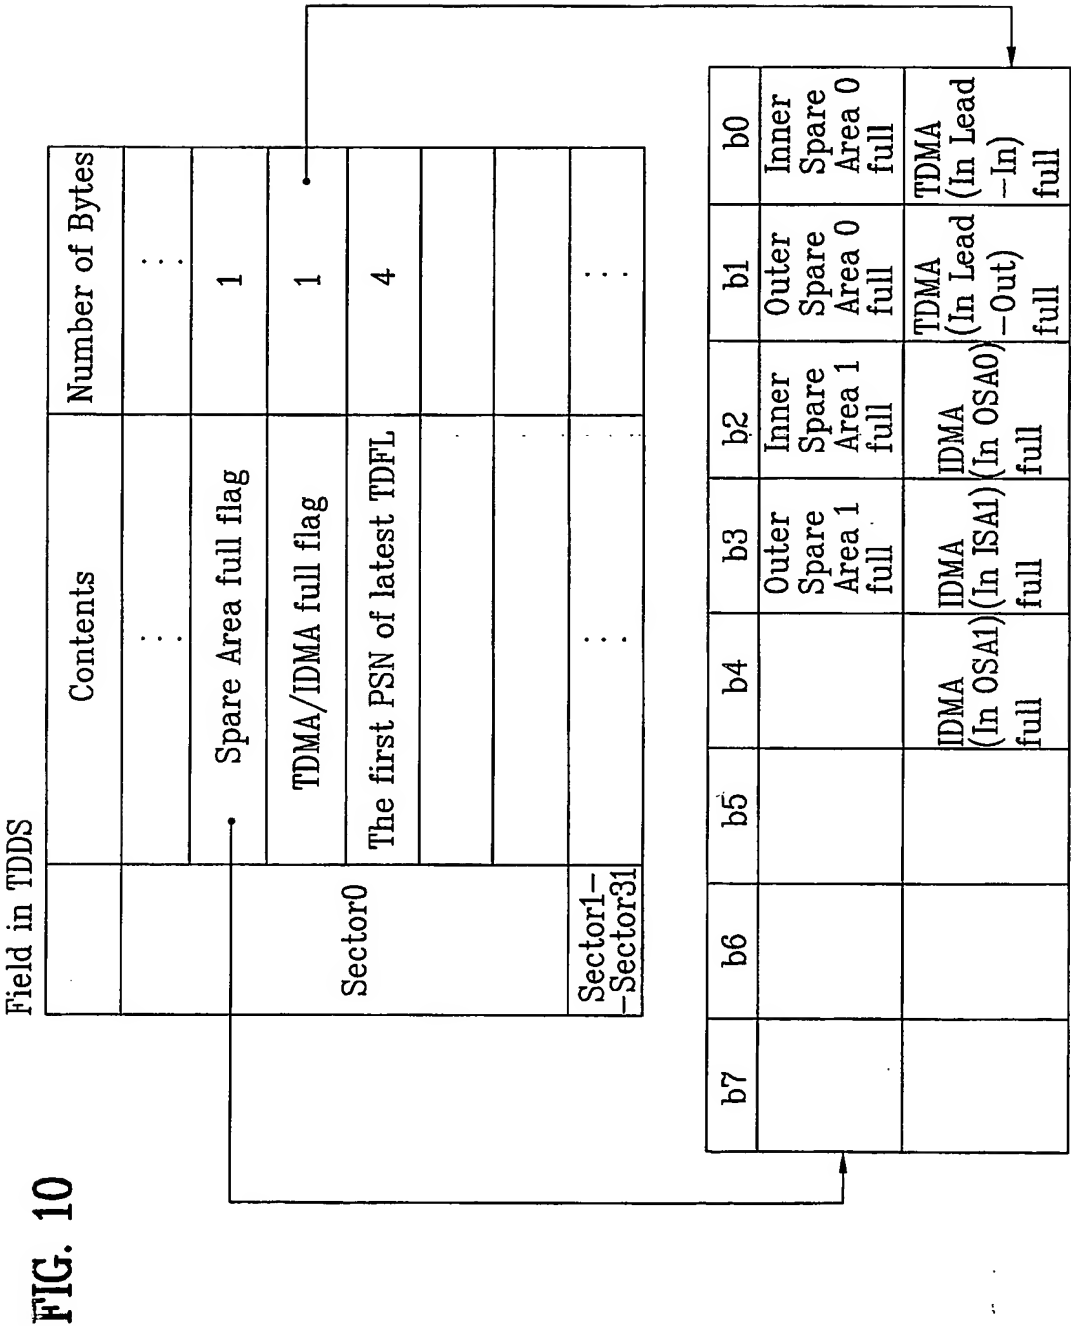 FIG. 10
Field in TDDS
Contents
Number of Bytes
Sector0
⋮
⋮
Spare Area full flag
1
TDMA/IDMA full flag
1
The first PSN of latest TDFL
4
Sector1–
–Sector31
⋮
⋮
b7
b6
b5
b4
b3
b2
b1
b0
Outer
Spare
Area 1
full
Inner
Spare
Area 1
full
Outer
Spare
Area 0
full
Inner
Spare
Area 0
full
IDMA
(In OSA1)
full
IDMA
(In ISA1)
full
IDMA
(In OSA0)
full
TDMA
(In Lead
–Out)
full
TDMA
(In Lead
–In)
full